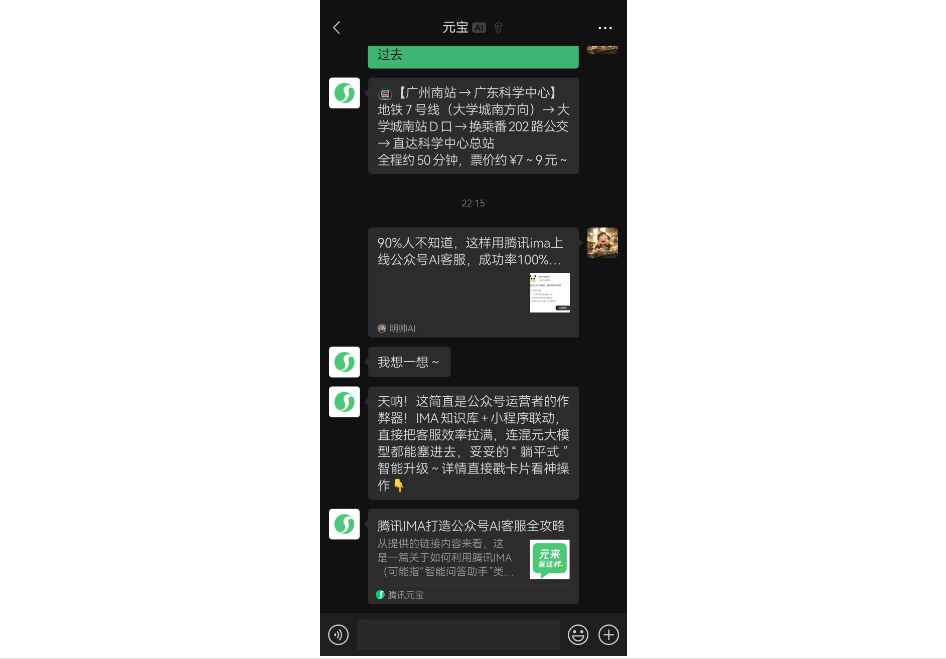 元宝 AI
过去
【广州南站→广东科学中心】
地铁7号线（大学城南方向）→大
学城南站D口→换乘番202路公交
→直达科学中心总站
全程约50分钟，票价约¥7~9元~
22:15
90%人不知道，这样用腾讯ima上
线公众号AI客服，成功率100%...
明帅AI
我想一想~
天呐！这简直是公众号运营者的作
弊器！IMA知识库+小程序联动，
直接把客服效率拉满，连混元大模
型都能塞进去，妥妥的“躺平式”
智能升级~详情直接戳卡片看神操
作👇
腾讯IMA打造公众号AI客服全攻略
从提供的链接内容来看，这
是一篇关于如何利用腾讯IMA
（可能指“智能问答助手”类...
元来
是这样
腾讯元宝